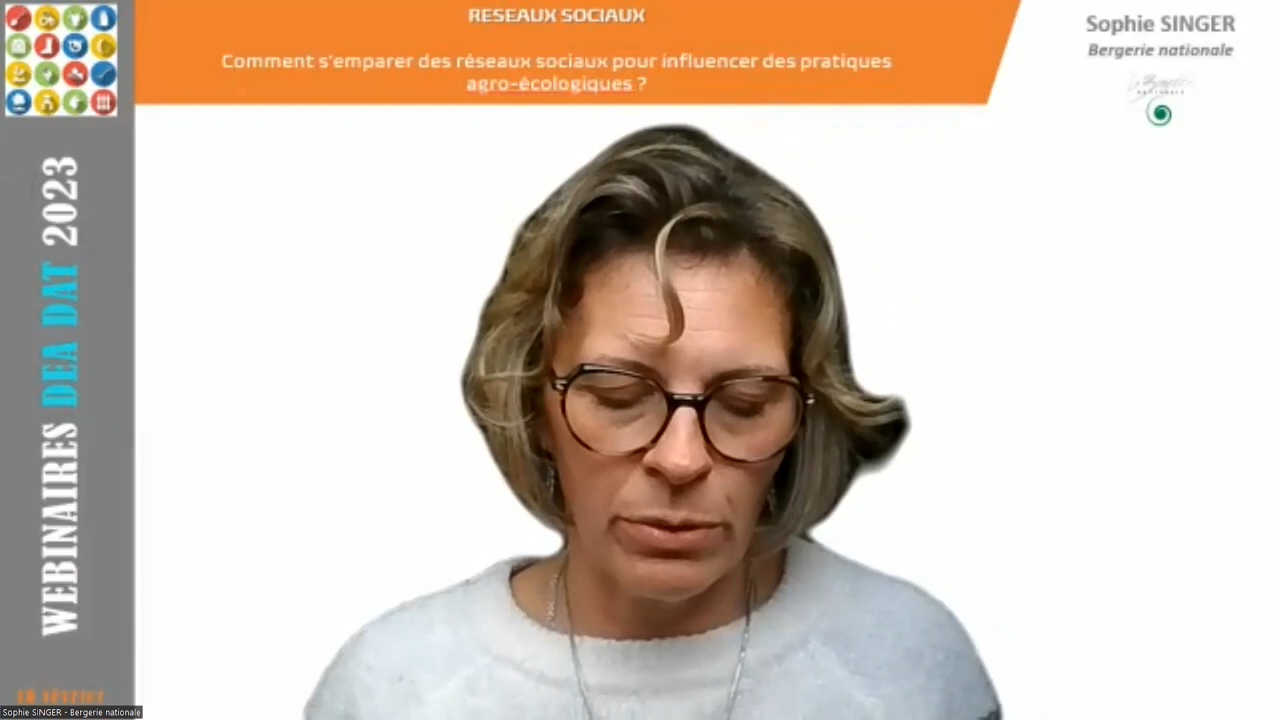 RESEAUX SOCIAUX
Comment s'emparer des réseaux sociaux pour influencer des pratiques
agro-écologiques ?
Sophie SINGER
Bergerie nationale
WEBINAIRES DEA DAT 2023
Sophie SINGER - Bergerie nationale